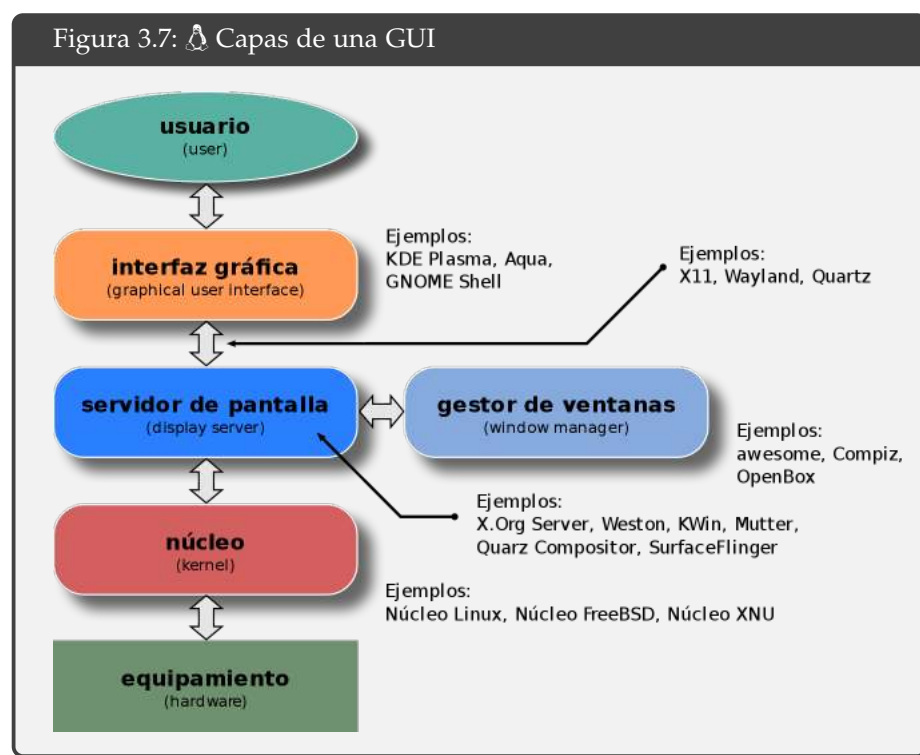 Figura 3.7: Capas de una GUI
usuario
(user)
interfaz gráfica
(graphical user interface)
Ejemplos:
KDE Plasma, Aqua,
GNOME Shell
Ejemplos:
X11, Wayland, Quartz
servidor de pantalla
(display server)
gestor de ventanas
(window manager)
Ejemplos:
awesome, Compiz,
OpenBox
Ejemplos:
X.Org Server, Weston, KWin, Mutter,
Quarz Compositor, SurfaceFlinger
núcleo
(kernel)
Ejemplos:
Núcleo Linux, Núcleo FreeBSD, Núcleo XNU
equipamiento
(hardware)